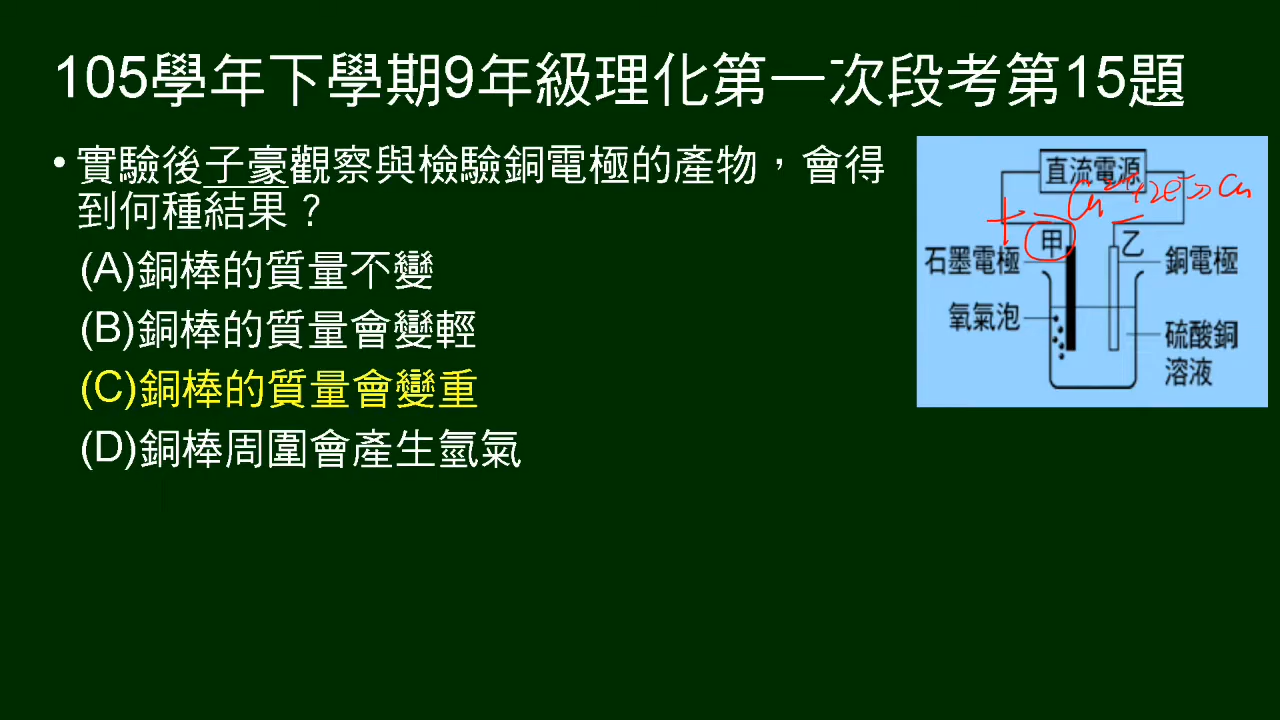 105學年下學期9年級理化第一次段考第15題
• 實驗後子豪觀察與檢驗銅電極的產物，會得
到何種結果？
(A)銅棒的質量不變
(B)銅棒的質量會變輕
(C)銅棒的質量會變重
(D)銅棒周圍會產生氫氣
直流電源
Cu²⁺+2e⁻→Cu
+ −
甲 乙
石墨電極 銅電極
氧氣泡
硫酸銅
溶液